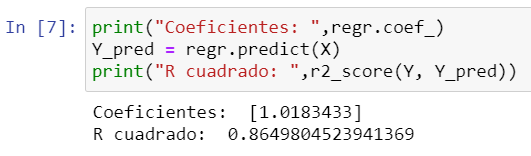 In [7]: print("Coeficientes: ",regr.coef_)
Y_pred = regr.predict(X)
print("R cuadrado: ",r2_score(Y, Y_pred))
Coeficientes:  [1.0183433]
R cuadrado:  0.8649804523941369